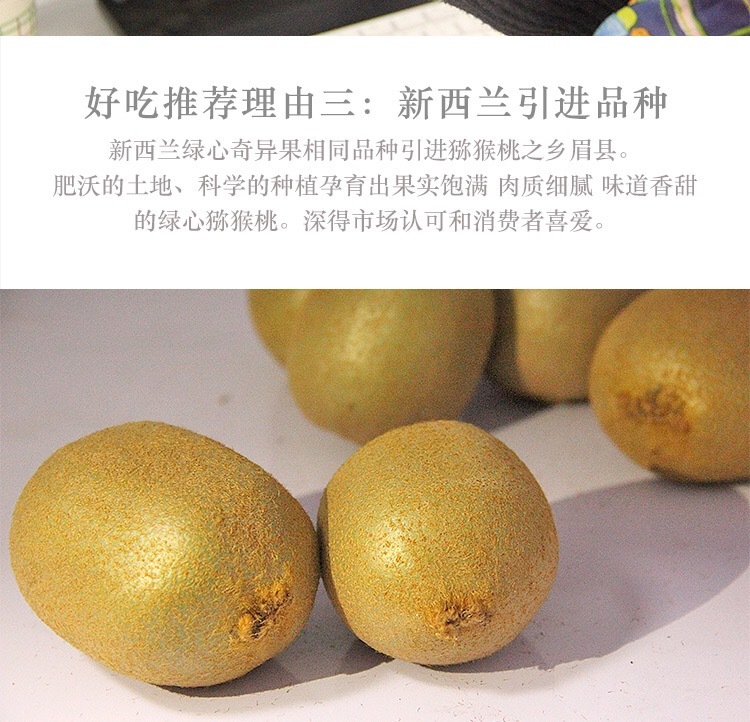 好吃推荐理由三：新西兰引进品种
新西兰绿心奇异果相同品种引进猕猴桃之乡眉县。
肥沃的土地、科学的种植孕育出果实饱满 肉质细腻 味道香甜
的绿心猕猴桃。深得市场认可和消费者喜爱。